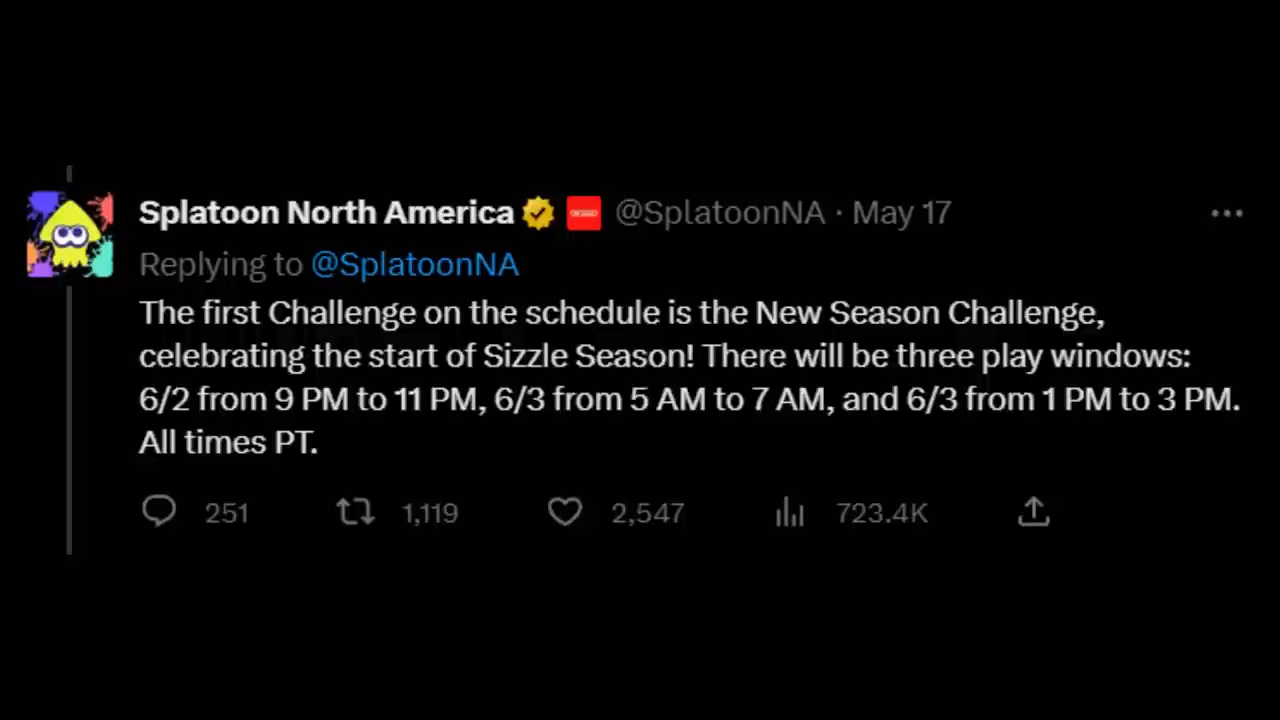 Splatoon North America @SplatoonNA · May 17
Replying to @SplatoonNA
The first Challenge on the schedule is the New Season Challenge,
celebrating the start of Sizzle Season! There will be three play windows:
6/2 from 9 PM to 11 PM, 6/3 from 5 AM to 7 AM, and 6/3 from 1 PM to 3 PM.
All times PT.
251 1,119 2,547 723.4K